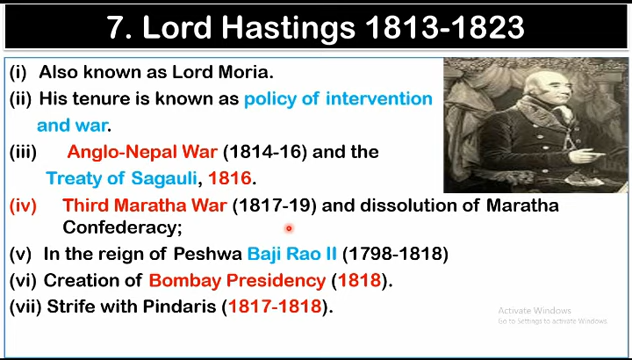 7. Lord Hastings 1813-1823
(i) Also known as Lord Moria.
(ii) His tenure is known as policy of intervention
and war.
(iii) Anglo-Nepal War (1814-16) and the
Treaty of Sagauli, 1816.
(iv) Third Maratha War (1817-19) and dissolution of Maratha
Confederacy;
(v) In the reign of Peshwa Baji Rao II (1798-1818)
(vi) Creation of Bombay Presidency (1818).
(vii) Strife with Pindaris (1817-1818).
Activate Windows
Go to Settings to activate Windows.